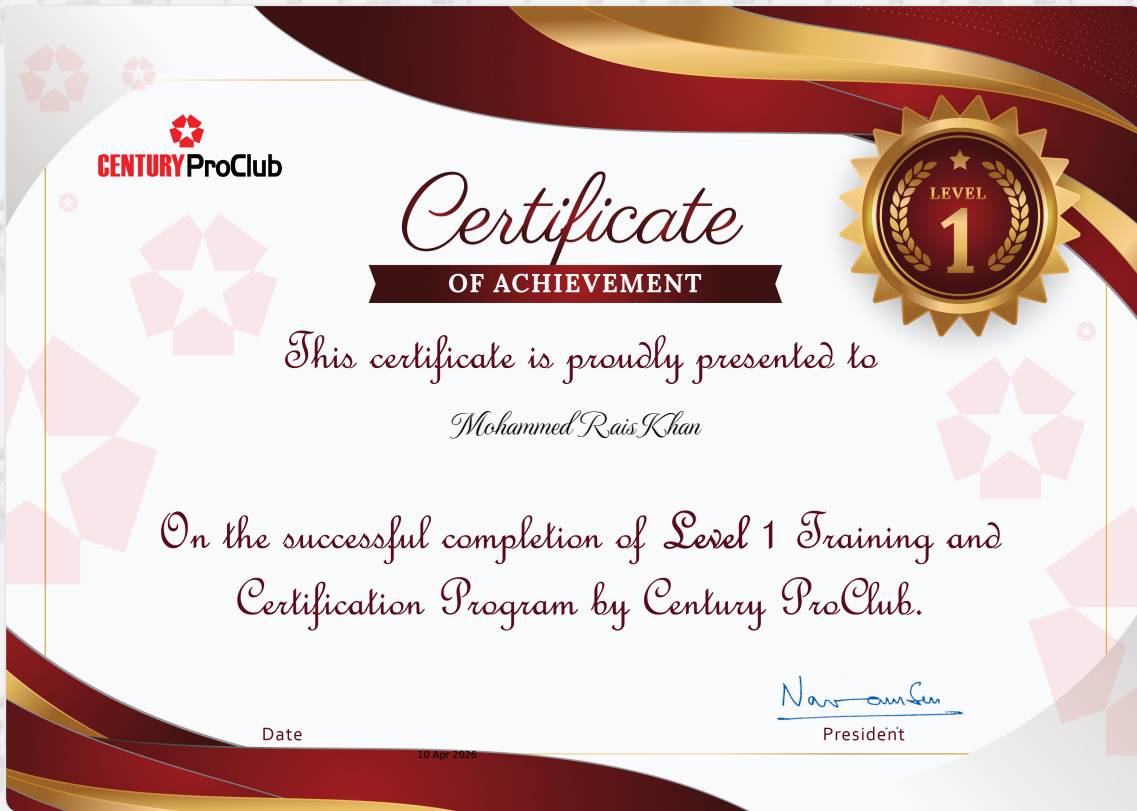 CENTURY ProClub
LEVEL
1
Certificate
OF ACHIEVEMENT
This certificate is proudly presented to
Mohammed Rais Khan
On the successful completion of Level 1 Training and
Certification Program by Century ProClub.
Date
President
10 Apr 2026